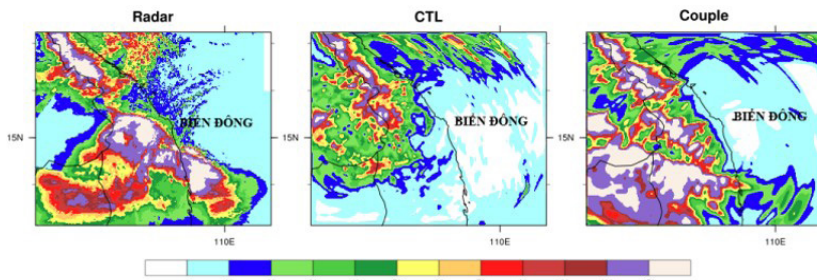 Radar
CTL
Couple
BIỂN ĐÔNG
BIỂN ĐÔNG
BIỂN ĐÔNG
15N
15N
15N
110E
110E
110E